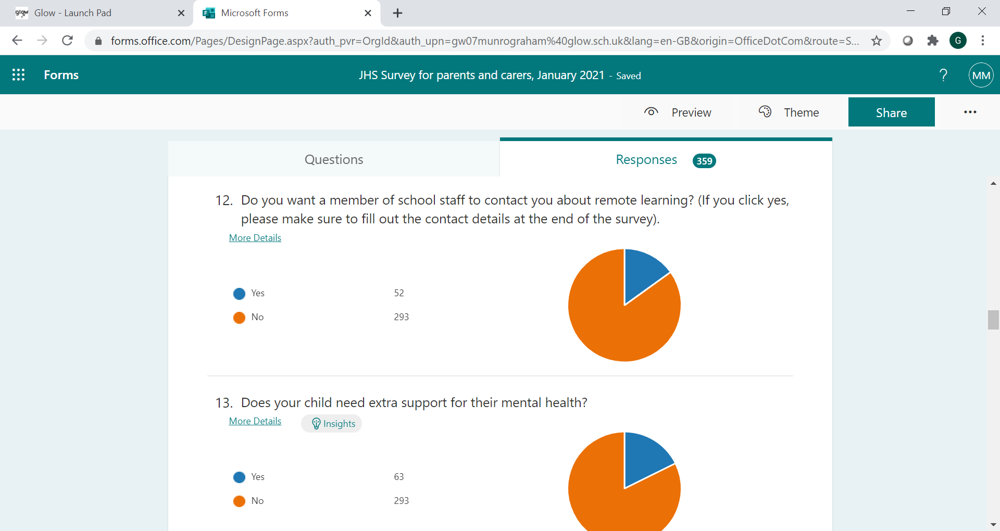 glow Glow - Launch Pad
Microsoft Forms
forms.office.com/Pages/DesignPage.aspx?auth_pvr=OrgId&auth_upn=gw07munrograham%40glow.sch.uk&lang=en-GB&origin=OfficeDotCom&route=S...
G
Forms
JHS Survey for parents and carers, January 2021 - Saved
? MM
Preview
Theme
Share
Questions
Responses 359
12. Do you want a member of school staff to contact you about remote learning? (If you click yes,
please make sure to fill out the contact details at the end of the survey).
More Details
Yes 52
No 293
13. Does your child need extra support for their mental health?
More Details
Insights
Yes 63
No 293